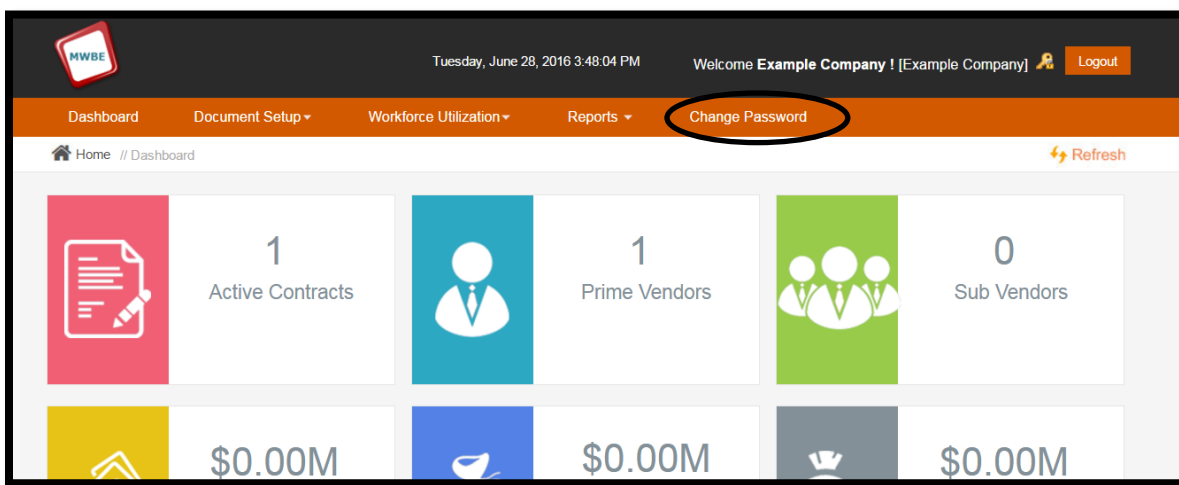 MWBE
Tuesday, June 28, 2016 3:48:04 PM
Welcome Example Company ! [Example Company]
Logout
Dashboard Document Setup Workforce Utilization Reports Change Password
Home // Dashboard
Refresh
1
Active Contracts
1
Prime Vendors
0
Sub Vendors
$0.00M
$0.00M
$0.00M